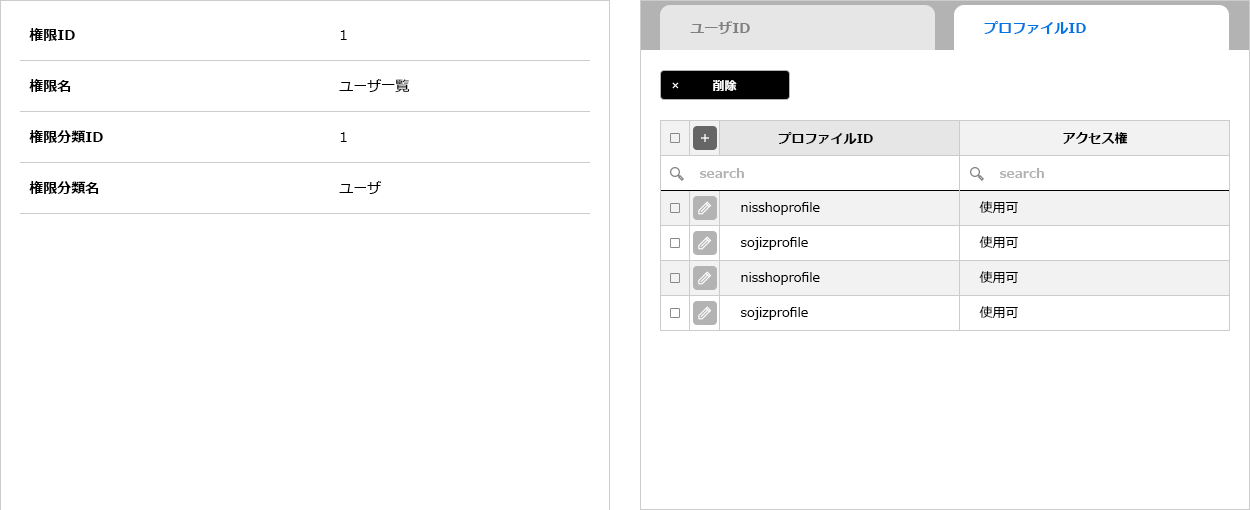 権限ID 1
権限名 ユーザ一覧
権限分類ID 1
権限分類名 ユーザ
ユーザID プロファイルID
× 削除
+ プロファイルID アクセス権
search search
nisshoprofile 使用可
sojizprofile 使用可
nisshoprofile 使用可
sojizprofile 使用可